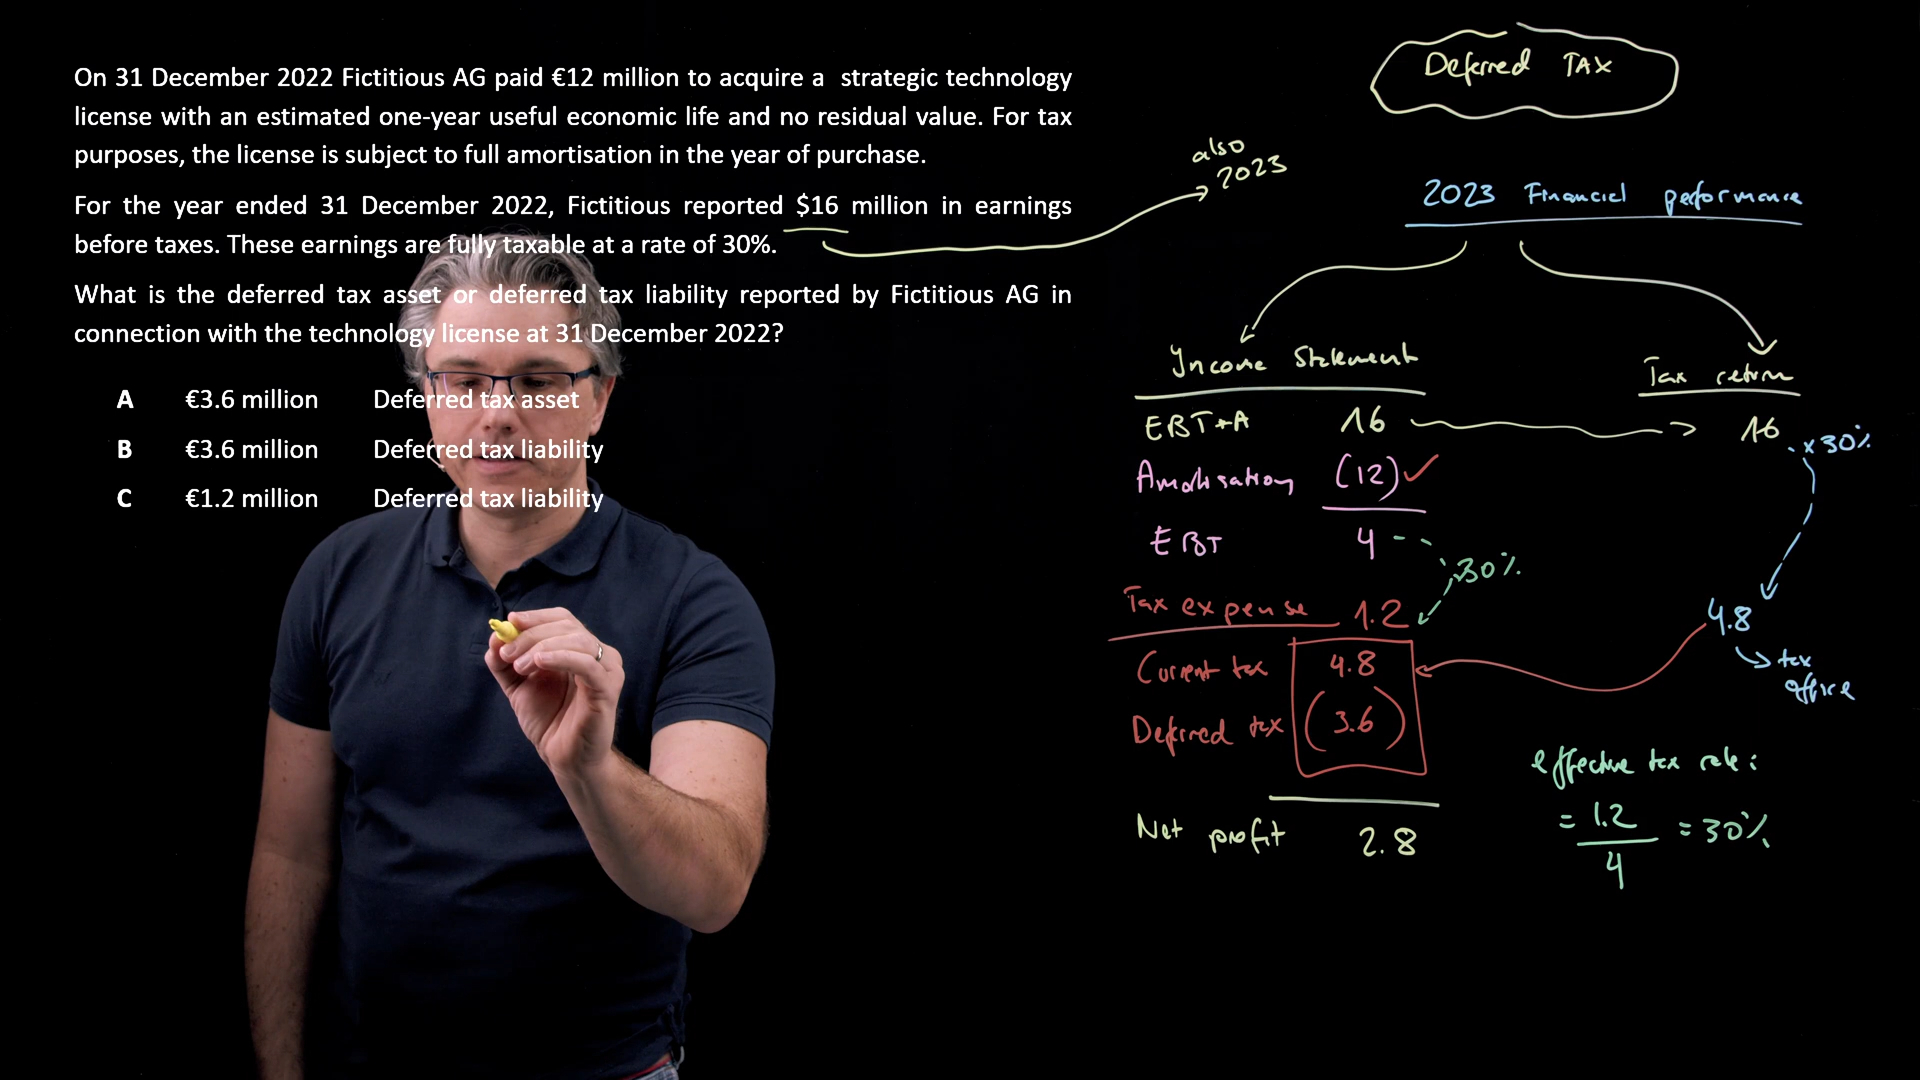 On 31 December 2022 Fictitious AG paid €12 million to acquire a strategic technology
license with an estimated one-year useful economic life and no residual value. For tax
purposes, the license is subject to full amortisation in the year of purchase.
For the year ended 31 December 2022, Fictitious reported $16 million in earnings
before taxes. These earnings are fully taxable at a rate of 30%.
What is the deferred tax asset or deferred tax liability reported by Fictitious AG in
connection with the technology license at 31 December 2022?
A €3.6 million Deferred tax asset
B €3.6 million Deferred tax liability
C €1.2 million Deferred tax liability
Deferred TAX
also
2023
2023 Financial performance
Income Statement
EBT+A 16
Amortisation (12) ✓
EBT 4
30%
Tax expense 1.2
Current tax 4.8
Deferred tax (3.6)
Net profit 2.8
Tax return
16
x30%
4.8
tax
office
effective tax rate:
= 1.2
4
= 30%